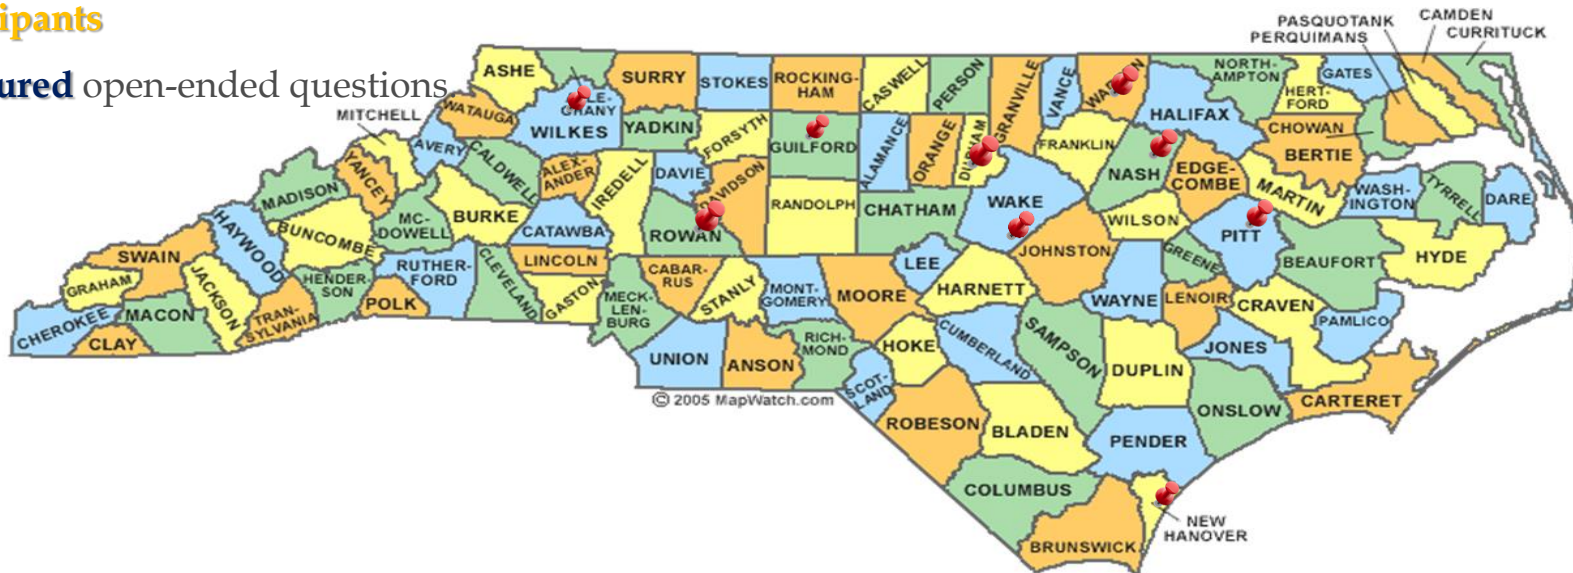 ipants
ured open-ended questions
PASQUOTANK
PERQUIMANS
CAMDEN
CURRITUCK
ASHE
SURRY
STOKES
ROCKING-
HAM
CASWELL
PERSON
GRANVILLE
VANCE
NORTH-
AMPTON
GATES
HERT-
FORD
MITCHELL
WATAUGA
GHANY
WILKES
YADKIN
FORSYTH
GUILFORD
ALAMANCE
ORANGE
FRANKLIN
HALIFAX
CHOWAN
BERTIE
AVERY
CALDWELL
ALEX-
ANDER
IREDELL
DAVIE
DAVIDSON
RANDOLPH
CHATHAM
WAKE
NASH
EDGE-
COMBE
MARTIN
WASH-
INGTON
TYRRELL
DARE
MADISON
YANCEY
MC-
DOWELL
BURKE
CATAWBA
ROWAN
WILSON
PITT
BEAUFORT
HYDE
HAYWOOD
BUNCOMBE
RUTHER-
FORD
CLEVELAND
LINCOLN
CABAR-
RUS
STANLY
MONT-
GOMERY
MOORE
LEE
HARNETT
JOHNSTON
WAYNE
GREENE
LENOIR
CRAVEN
PAMLICO
SWAIN
GRAHAM
JACKSON
HENDER-
SON
POLK
GASTON
MECK-
LEN-
BURG
CHEROKEE
MACON
CLAY
TRAN-
SYLVANIA
UNION
ANSON
RICH-
MOND
SCOT-
LAND
HOKE
CUMBERLAND
SAMPSON
DUPLIN
JONES
CARTERET
ONSLOW
© 2005 MapWatch.com
ROBESON
BLADEN
PENDER
COLUMBUS
BRUNSWICK
NEW
HANOVER